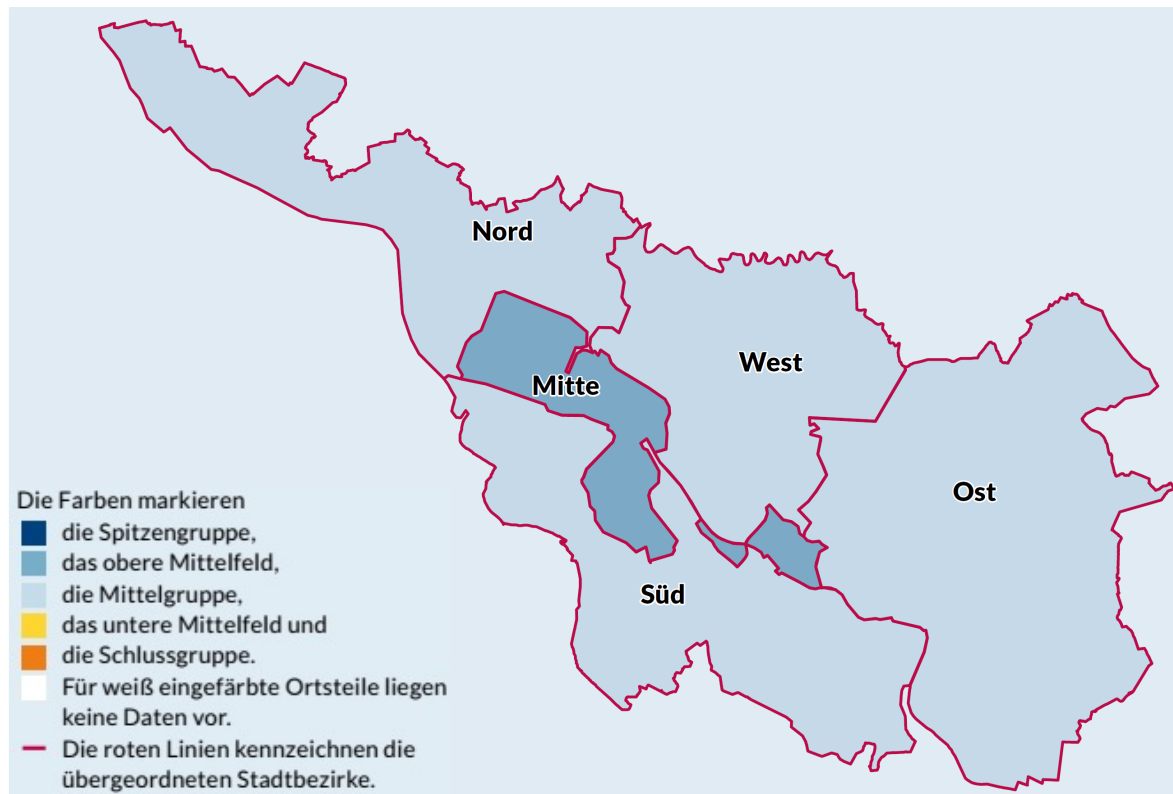 Nord
West
Mitte
Ost
Süd
Die Farben markieren
die Spitzengruppe,
das obere Mittelfeld,
die Mittelgruppe,
das untere Mittelfeld und
die Schlussgruppe.
Für weiß eingefärbte Ortsteile liegen
keine Daten vor.
Die roten Linien kennzeichnen die
übergeordneten Stadtbezirke.